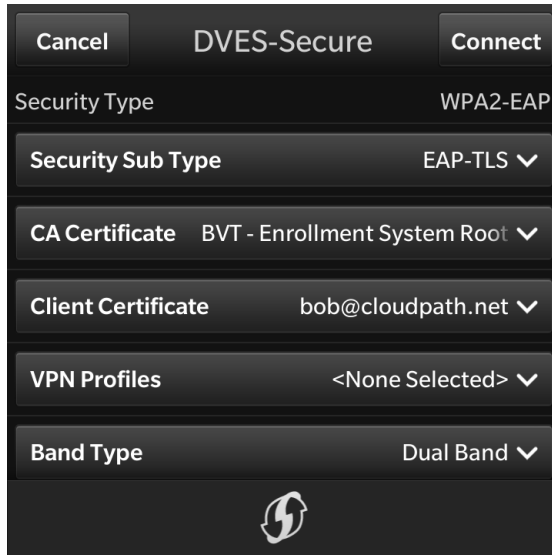 Cancel DVES-Secure Connect
Security Type WPA2-EAP
Security Sub Type EAP-TLS
CA Certificate BVT - Enrollment System Root
Client Certificate bob@cloudpath.net
VPN Profiles <None Selected>
Band Type Dual Band